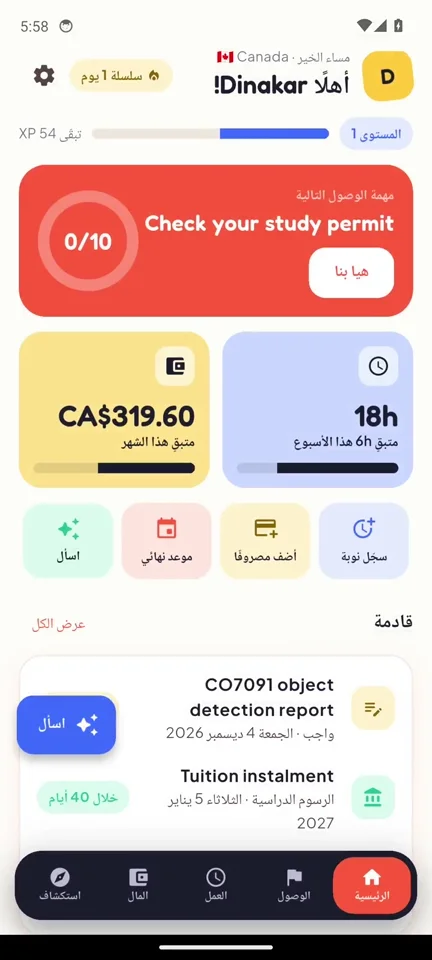 5:58
مساء الخير · Canada 🇨🇦
أهلًا Dinakar!
D
سلسلة 1 يوم
المستوى 1
تبقّى 54 XP
مهمة الوصول التالية
Check your study permit
هيا بنا
0/10
18h
متبقٍ 6h هذا الأسبوع
CA$319.60
متبقٍ هذا الشهر
سجّل نوبة
أضف مصروفًا
موعد نهائي
اسأل
قادمة
عرض الكل
CO7091 object
detection report
واجب · الجمعة 4 ديسمبر 2026
اسأل
Tuition instalment
الرسوم الدراسية · الثلاثاء 5 يناير
2027
خلال 40 أيام
الرئيسية
الوصول
العمل
المال
استكشاف